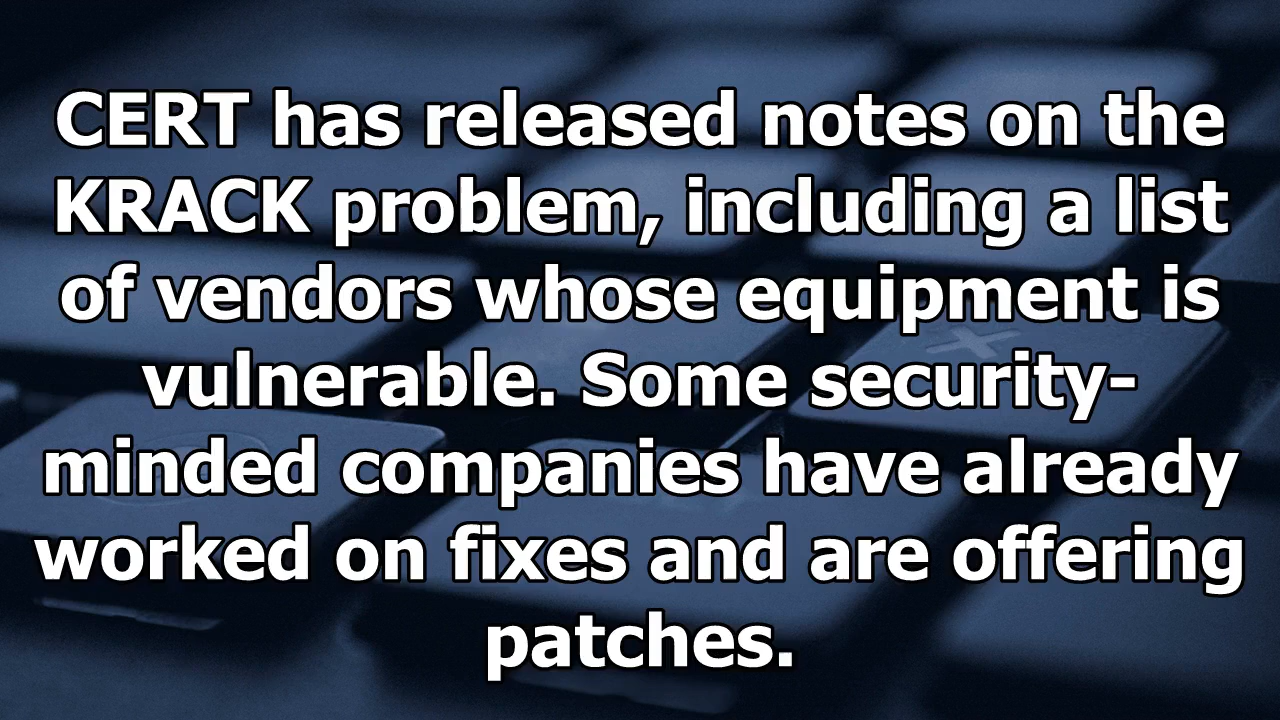 CERT has released notes on the
KRACK problem, including a list
of vendors whose equipment is
vulnerable. Some security-
minded companies have already
worked on fixes and are offering
patches.